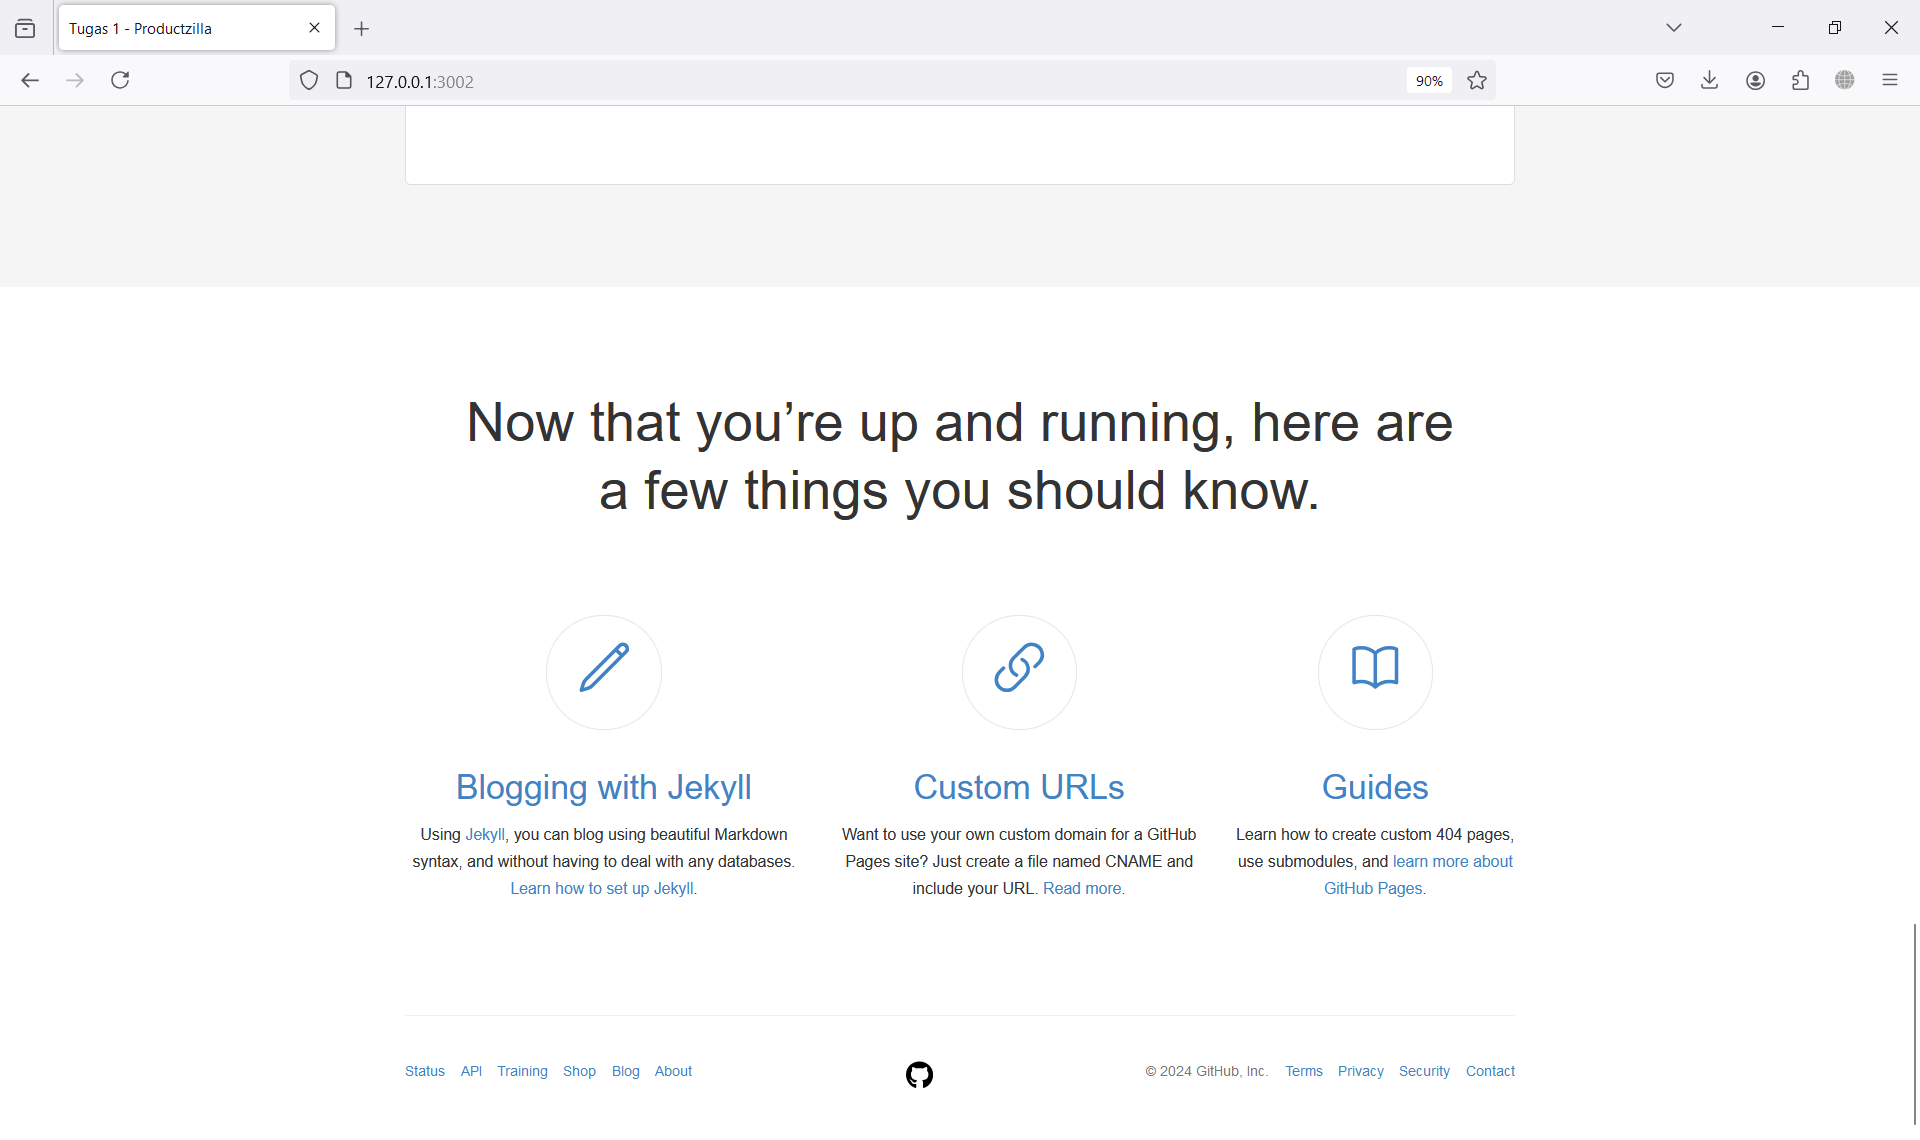 Tugas 1 - Productzilla
127.0.0.1:3002
90%
Now that you’re up and running, here are
a few things you should know.
Blogging with Jekyll
Using Jekyll, you can blog using beautiful Markdown
syntax, and without having to deal with any databases.
Learn how to set up Jekyll.
Custom URLs
Want to use your own custom domain for a GitHub
Pages site? Just create a file named CNAME and
include your URL. Read more.
Guides
Learn how to create custom 404 pages,
use submodules, and learn more about
GitHub Pages.
Status API Training Shop Blog About
© 2024 GitHub, Inc. Terms Privacy Security Contact